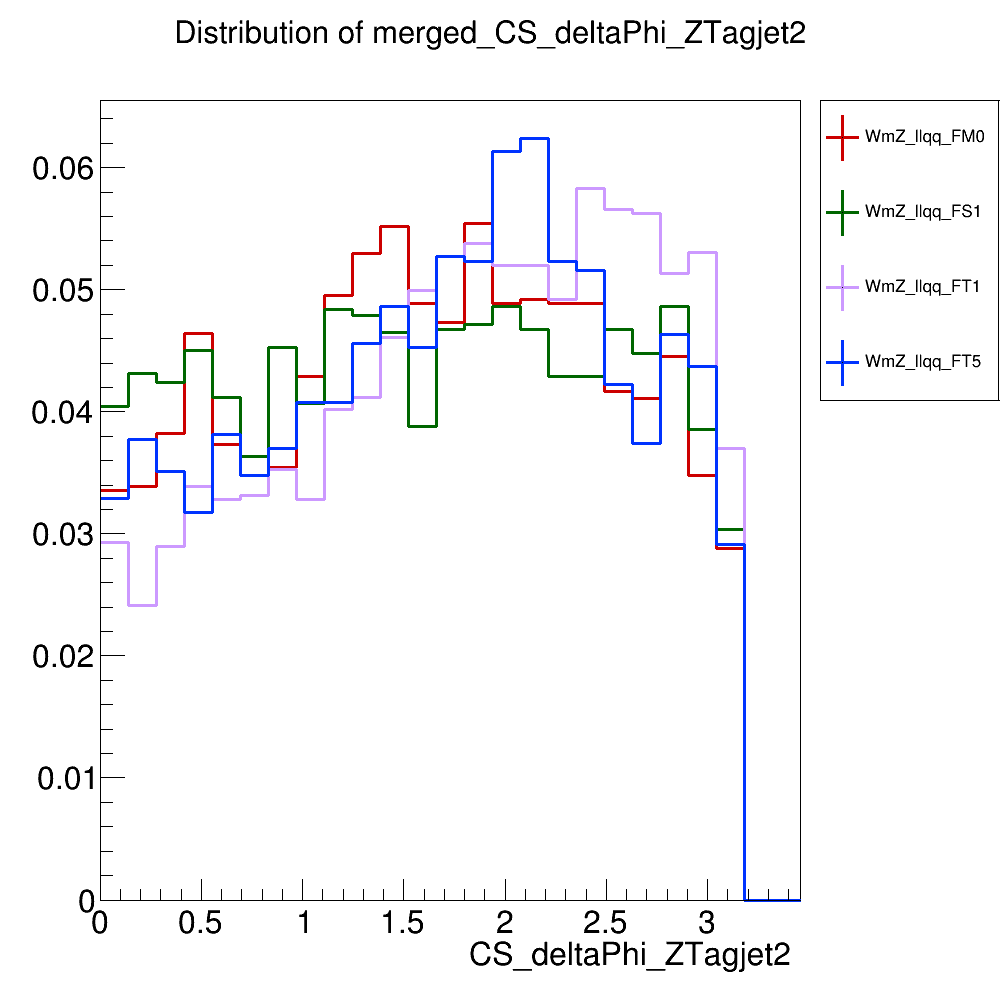 Distribution of merged_CS_deltaPhi_ZTagjet2
WmZ_llqq_FM0
WmZ_llqq_FS1
WmZ_llqq_FT1
WmZ_llqq_FT5
0.06
0.05
0.04
0.03
0.02
0.01
0
0 0.5 1 1.5 2 2.5 3
CS_deltaPhi_ZTagjet2